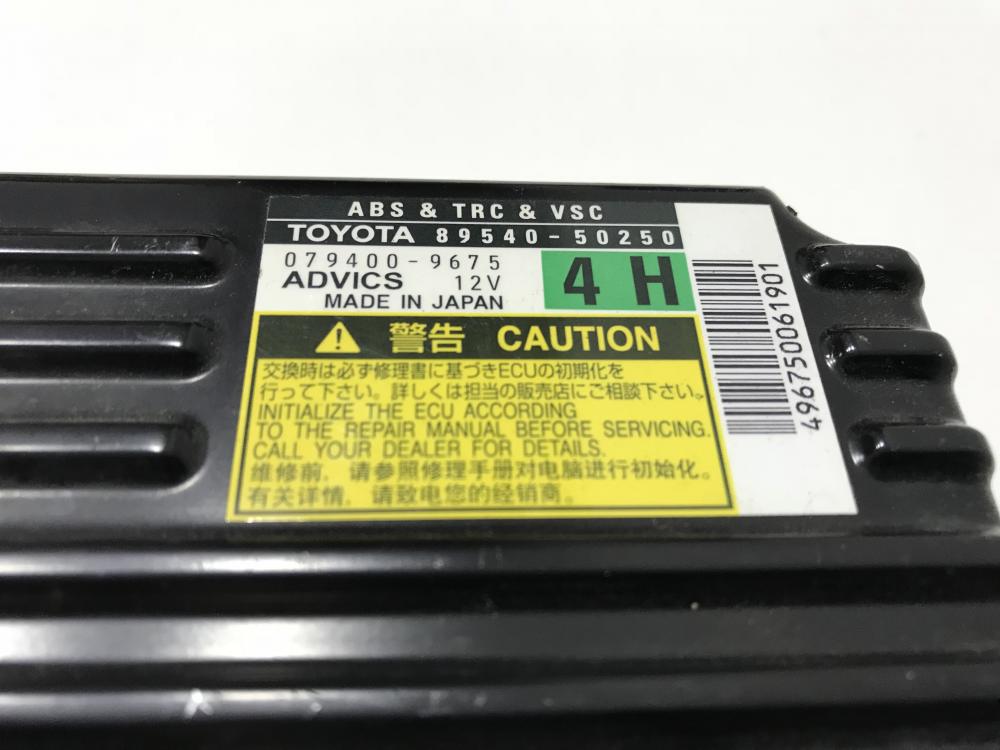 ABS & TRC & VSC
TOYOTA 89540-50250
079400-9675
ADVICS 12V
MADE IN JAPAN
4H
警告 CAUTION
交換時は必ず修理書に基づきECUの初期化を
行って下さい。詳しくは担当の販売店にご相談下さい。
INITIALIZE THE ECU ACCORDING
TO THE REPAIR MANUAL BEFORE SERVICING.
CALL YOUR DEALER FOR DETAILS.
维修前，请参照修理手册对电脑进行初始化。
有关详情，请致电您的经销商。
496750061901